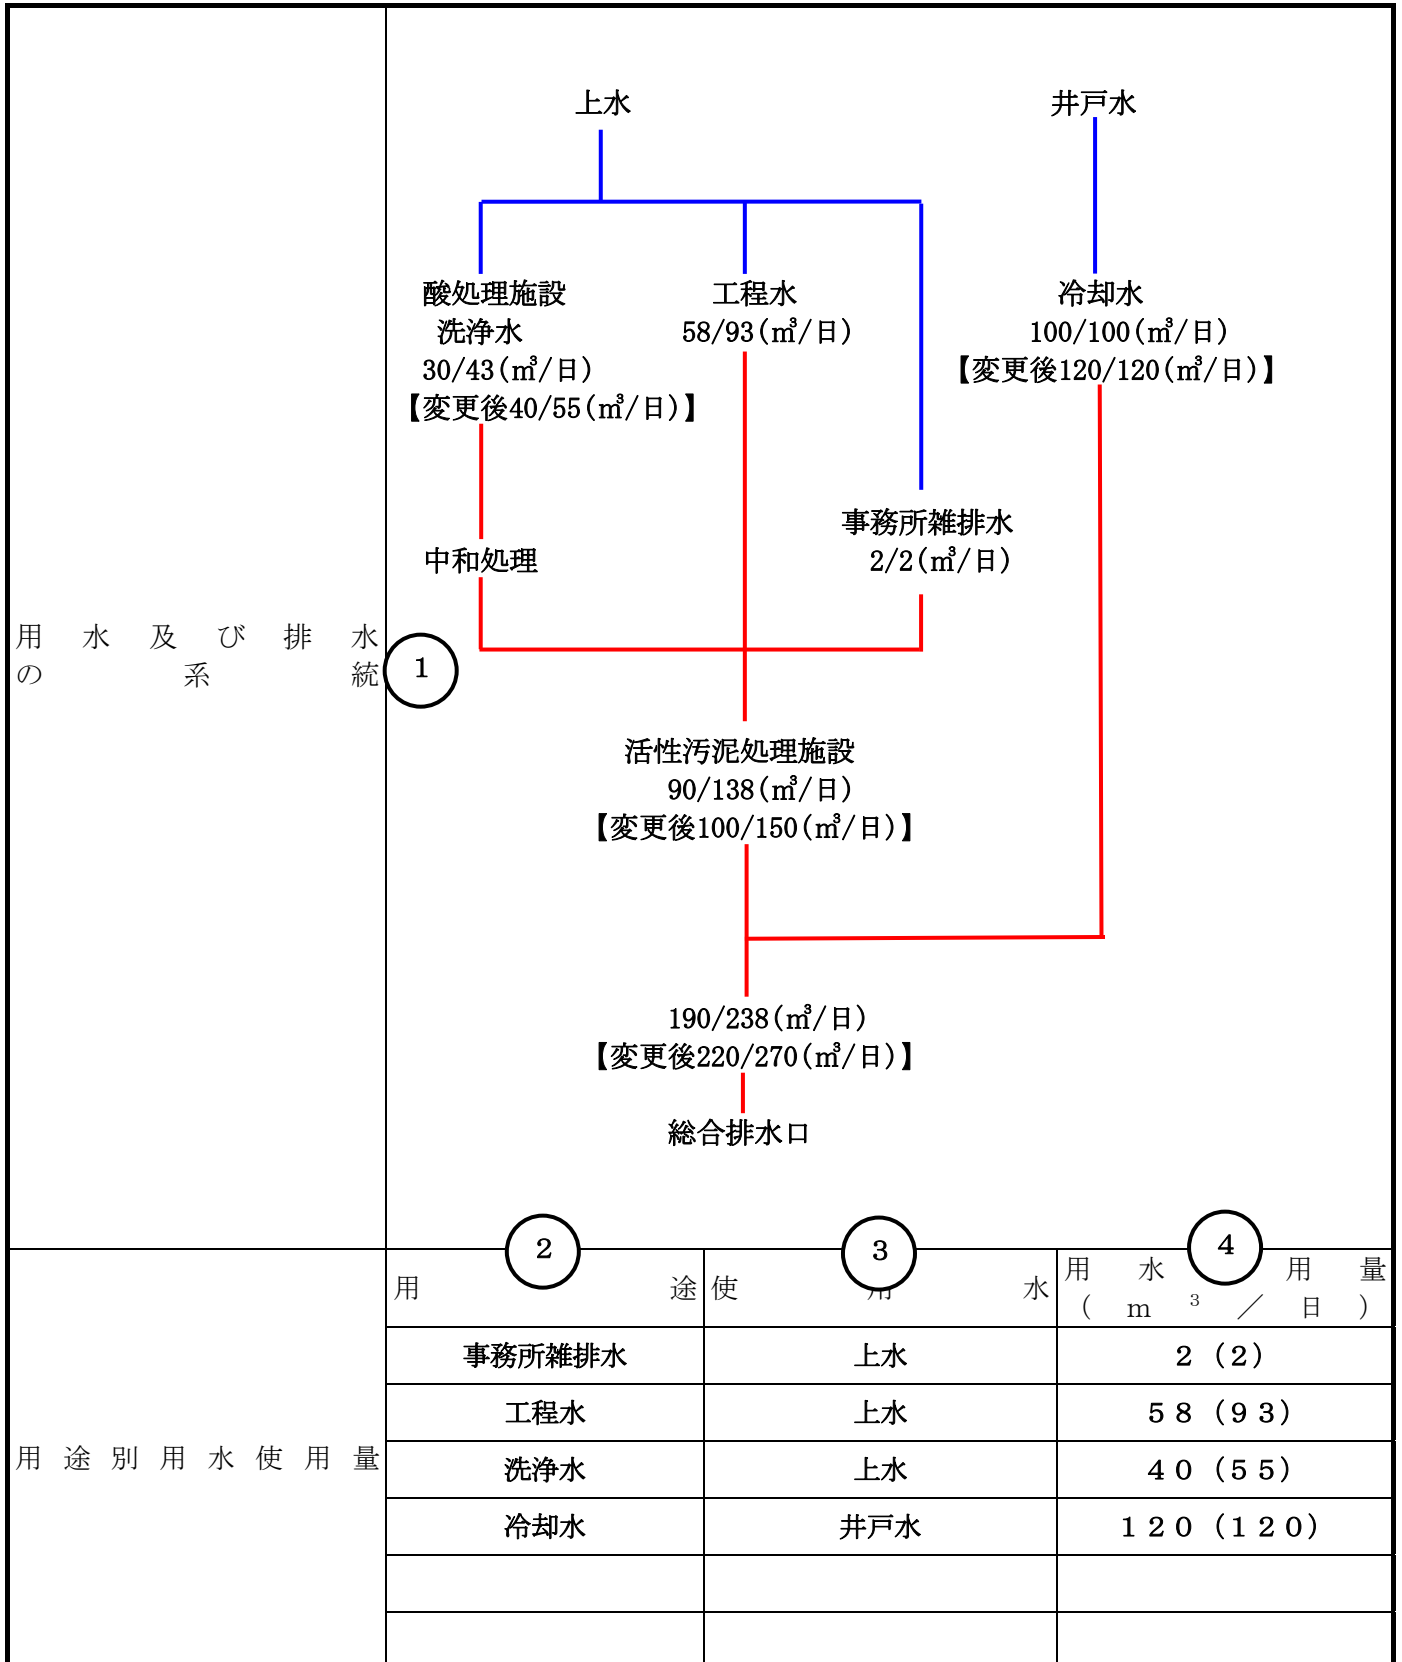 上水
井戸水
酸処理施設
洗浄水
30/43(㎥/日)
【変更後40/55(㎥/日)】
工程水
58/93(㎥/日)
冷却水
100/100(㎥/日)
【変更後120/120(㎥/日)】
事務所雑排水
2/2(㎥/日)
中和処理
用水及び排水
の系統
1
活性汚泥処理施設
90/138(㎥/日)
【変更後100/150(㎥/日)】
190/238(㎥/日)
【変更後220/270(㎥/日)】
総合排水口
2
3
4
用途
使用水
用水 用量
(m³/日)
用途別用水使用量
事務所雑排水 上水 2(2)
工程水 上水 58(93)
洗浄水 上水 40(55)
冷却水 井戸水 120(120)